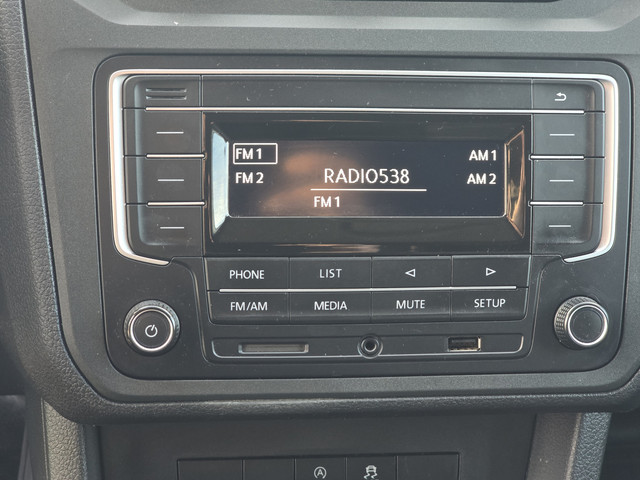 FM 1 AM 1
FM 2 RADIO538 AM 2
FM 1
PHONE LIST
FM/AM MEDIA MUTE SETUP
A